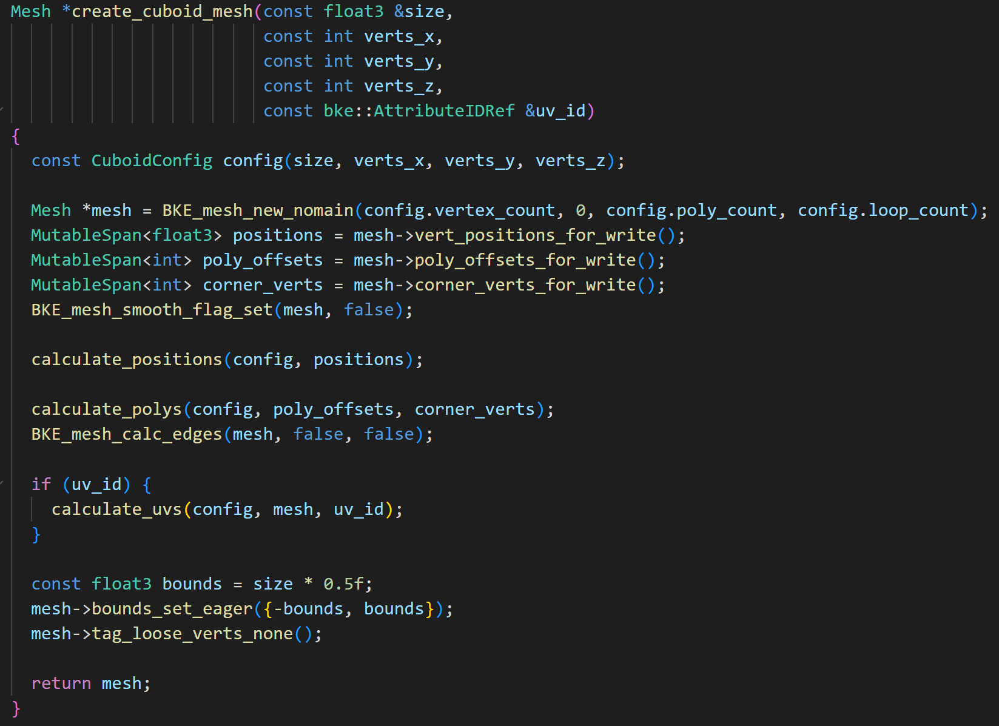 Mesh *create_cuboid_mesh(const float3 &size,
                         const int verts_x,
                         const int verts_y,
                         const int verts_z,
                         const bke::AttributeIDRef &uv_id)
{
  const CuboidConfig config(size, verts_x, verts_y, verts_z);

  Mesh *mesh = BKE_mesh_new_nomain(config.vertex_count, 0, config.poly_count, config.loop_count);
  MutableSpan<float3> positions = mesh->vert_positions_for_write();
  MutableSpan<int> poly_offsets = mesh->poly_offsets_for_write();
  MutableSpan<int> corner_verts = mesh->corner_verts_for_write();
  BKE_mesh_smooth_flag_set(mesh, false);

  calculate_positions(config, positions);

  calculate_polys(config, poly_offsets, corner_verts);
  BKE_mesh_calc_edges(mesh, false, false);

  if (uv_id) {
    calculate_uvs(config, mesh, uv_id);
  }

  const float3 bounds = size * 0.5f;
  mesh->bounds_set_eager({-bounds, bounds});
  mesh->tag_loose_verts_none();

  return mesh;
}